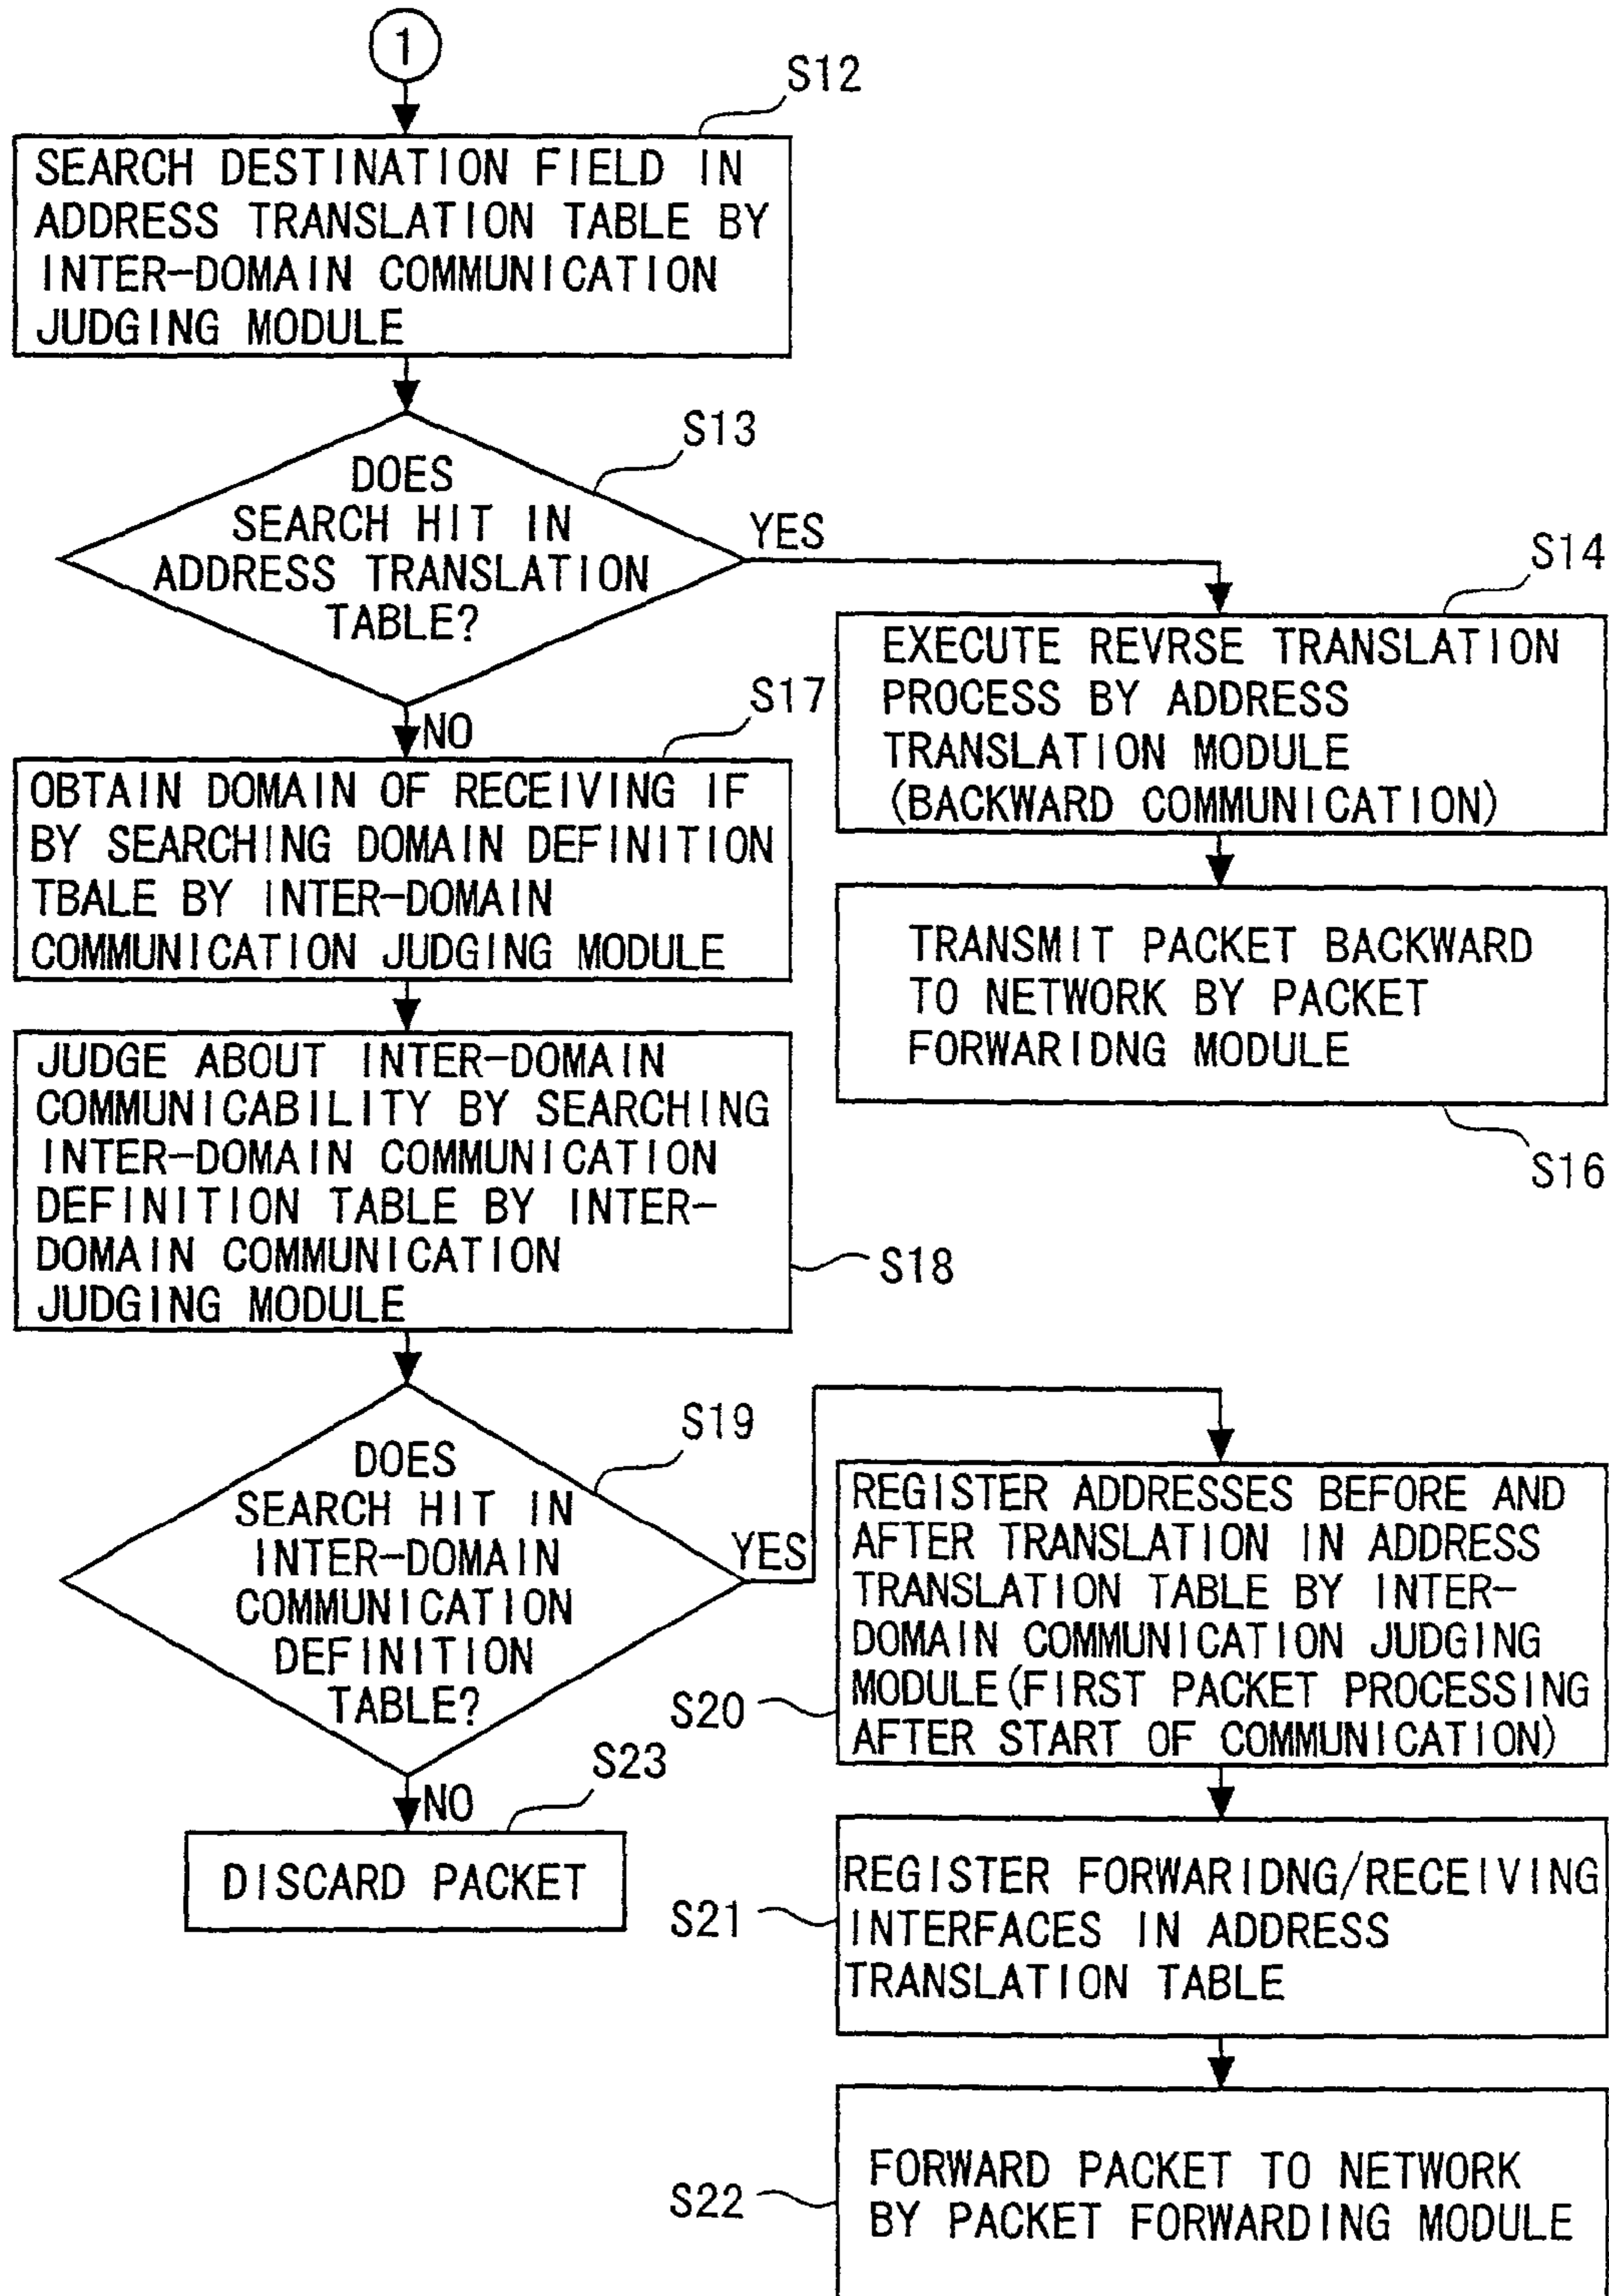 1
S12
SEARCH DESTINATION FIELD IN
ADDRESS TRANSLATION TABLE BY
INTER-DOMAIN COMMUNICATION
JUDGING MODULE
S13
DOES
SEARCH HIT IN
ADDRESS TRANSLATION
TABLE?
YES
NO
S14
EXECUTE REVRSE TRANSLATION
PROCESS BY ADDRESS
TRANSLATION MODULE
(BACKWARD COMMUNICATION)
TRANSMIT PACKET BACKWARD
TO NETWORK BY PACKET
FORWARIDNG MODULE
S16
S17
OBTAIN DOMAIN OF RECEIVING IF
BY SEARCHING DOMAIN DEFINITION
TBALE BY INTER-DOMAIN
COMMUNICATION JUDGING MODULE
JUDGE ABOUT INTER-DOMAIN
COMMUNICABILITY BY SEARCHING
INTER-DOMAIN COMMUNICATION
DEFINITION TABLE BY INTER-
DOMAIN COMMUNICATION
JUDGING MODULE
S18
S19
DOES
SEARCH HIT IN
INTER-DOMAIN
COMMUNICATION
DEFINITION
TABLE?
YES
NO
S23
DISCARD PACKET
REGISTER ADDRESSES BEFORE AND
AFTER TRANSLATION IN ADDRESS
TRANSLATION TABLE BY INTER-
DOMAIN COMMUNICATION JUDGING
MODULE(FIRST PACKET PROCESSING
AFTER START OF COMMUNICATION)
S20
REGISTER FORWARIDNG/RECEIVING
INTERFACES IN ADDRESS
TRANSLATION TABLE
S21
FORWARD PACKET TO NETWORK
BY PACKET FORWARDING MODULE
S22